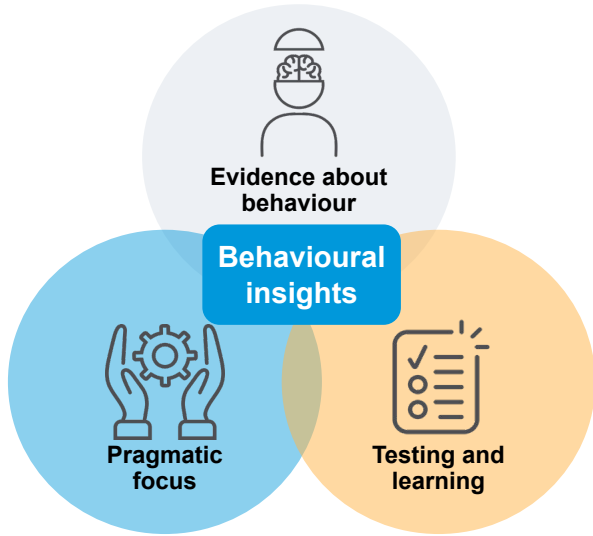 Evidence about
behaviour
Behavioural
insights
Pragmatic
focus
Testing and
learning